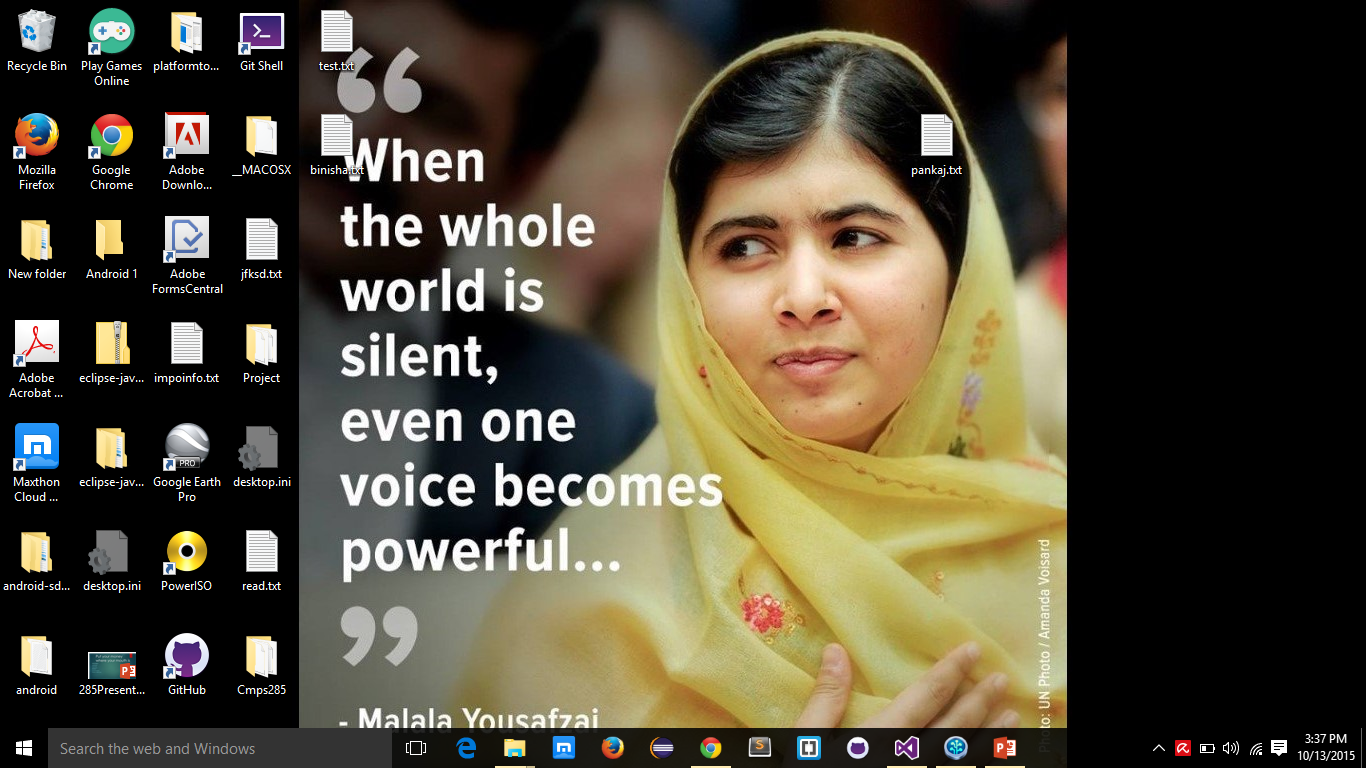 Recycle Bin
Play Games
Online
platformto...
Git Shell
test.txt
Mozilla
Firefox
Google
Chrome
Adobe
Downlo...
__MACOSX
binisha.txt
pankaj.txt
New folder
Android 1
Adobe
FormsCentral
jfksd.txt
Adobe
Acrobat ...
eclipse-jav...
impoinfo.txt
Project
Maxthon
Cloud ...
eclipse-jav...
Google Earth
Pro
PRO
desktop.ini
android-sd...
desktop.ini
PowerISO
read.txt
android
285Present...
GitHub
Cmps285
“
When
the whole
world is
silent,
even one
voice becomes
powerful...
”
- Malala Yousafzai
Photo: UN Photo / Amanda Voisard
Search the web and Windows
3:37 PM
10/13/2015